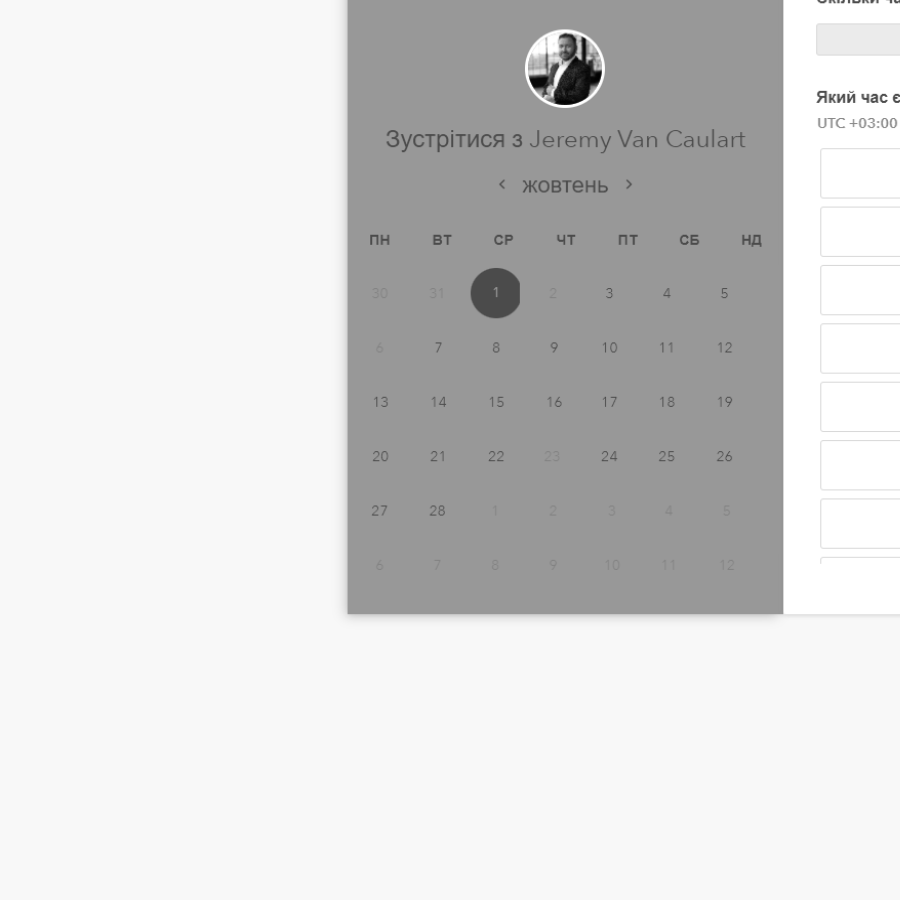 Зустрітися з Jeremy Van Caulart
‹ жовтень ›
ПН ВТ СР ЧТ ПТ СБ НД
30 31 1 2 3 4 5
6 7 8 9 10 11 12
13 14 15 16 17 18 19
20 21 22 23 24 25 26
27 28 1 2 3 4 5
6 7 8 9 10 11 12
Скільки
Який час є
UTC +03:00